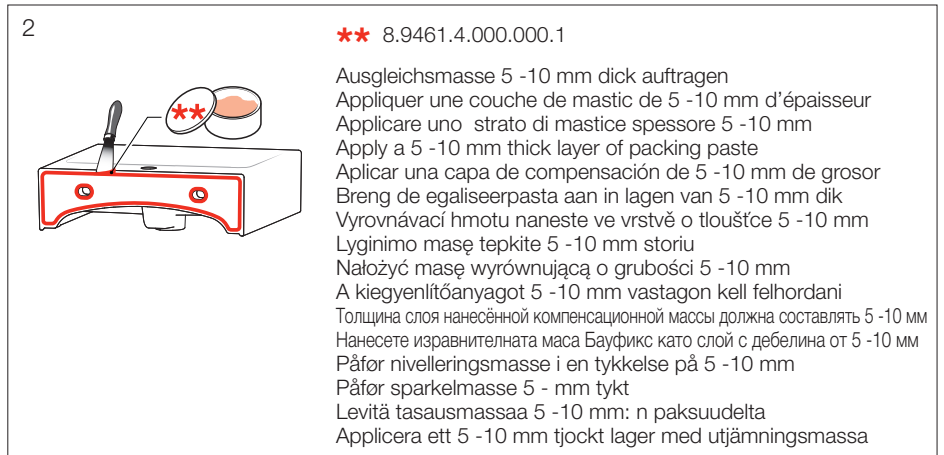 2
** 8.9461.4.000.000.1
**
Ausgleichsmasse 5 -10 mm dick auftragen
Appliquer une couche de mastic de 5 -10 mm d’épaisseur
Applicare uno  strato di mastice spessore 5 -10 mm
Apply a 5 -10 mm thick layer of packing paste
Aplicar una capa de compensación de 5 -10 mm de grosor
Breng de egaliseerpasta aan in lagen van 5 -10 mm dik
Vyrovnávací hmotu naneste ve vrstvě o tloušťce 5 -10 mm
Lyginimo masę tepkite 5 -10 mm storiu
Nałożyć masę wyrównującą o grubości 5 -10 mm
A kiegyenlítőanyagot 5 -10 mm vastagon kell felhordani
Толщина слоя нанесённой компенсационной массы должна составлять 5 -10 мм
Нанесете изравнителната маса Бауфикс като слой с дебелина от 5 -10 мм
Påfør nivelleringsmasse i en tykkelse på 5 -10 mm
Påfør sparkelmasse 5 - mm tykt
Levitä tasausmassaa 5 -10 mm: n paksuudelta
Applicera ett 5 -10 mm tjockt lager med utjämningsmassa